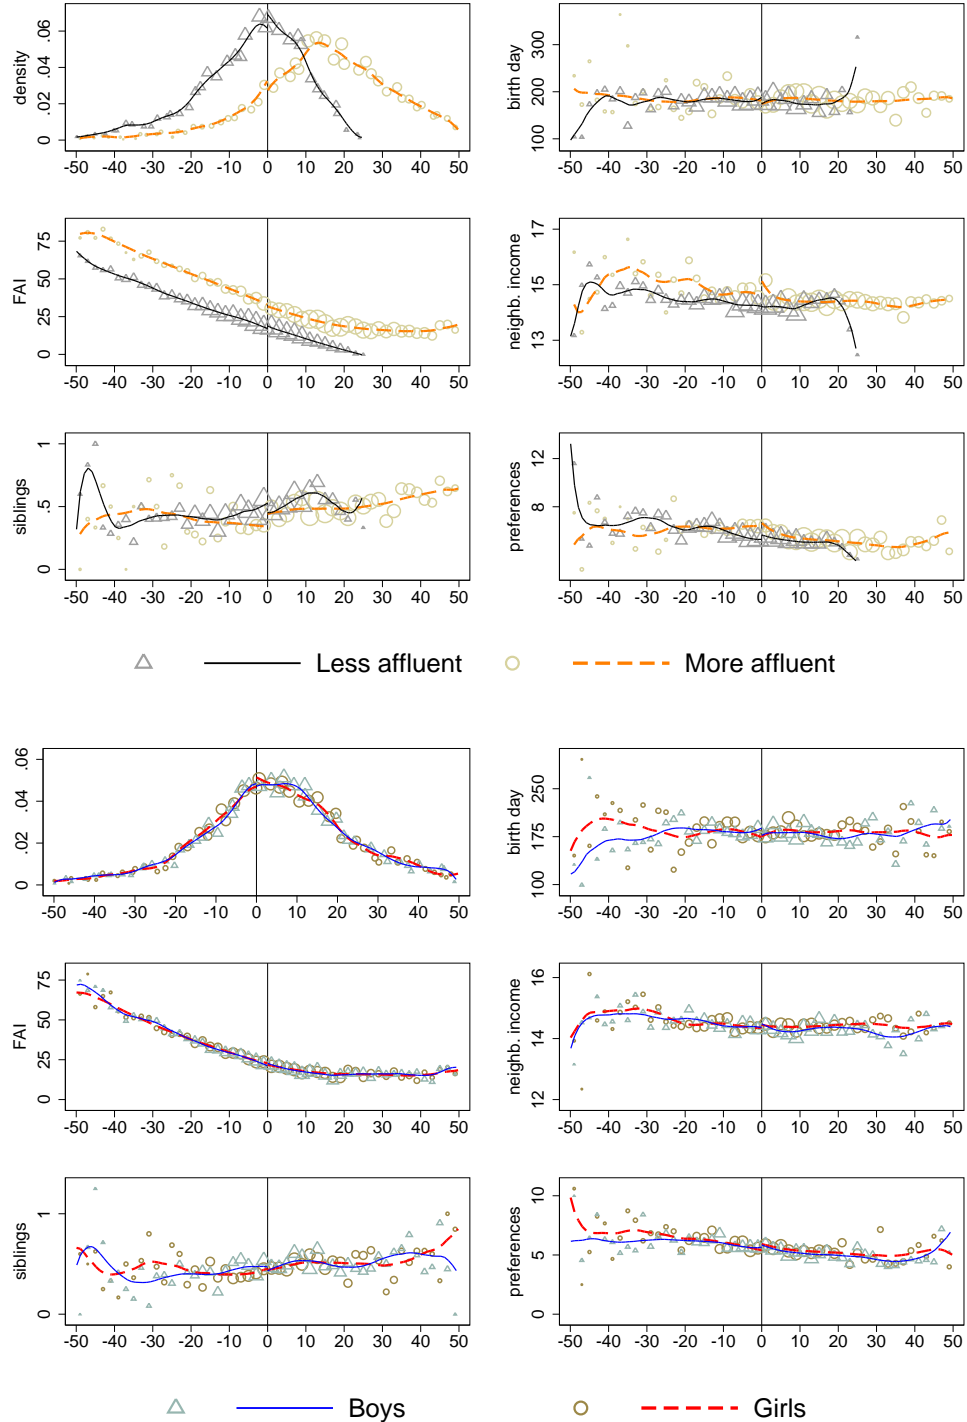 density
0 .02 .04 .06
-50 -40 -30 -20 -10 0 10 20 30 40 50
birth day
100 200 300
-50 -40 -30 -20 -10 0 10 20 30 40 50
FAI
0 25 50 75
-50 -40 -30 -20 -10 0 10 20 30 40 50
neighb. income
13 15 17
-50 -40 -30 -20 -10 0 10 20 30 40 50
siblings
0 .5 1
-50 -40 -30 -20 -10 0 10 20 30 40 50
preferences
8 12
-50 -40 -30 -20 -10 0 10 20 30 40 50
Less affluent More affluent
0 .02 .04 .06
-50 -40 -30 -20 -10 0 10 20 30 40 50
birth day
100 175 250
-50 -40 -30 -20 -10 0 10 20 30 40 50
FAI
0 25 50 75
-50 -40 -30 -20 -10 0 10 20 30 40 50
neighb. income
12 14 16
-50 -40 -30 -20 -10 0 10 20 30 40 50
siblings
0 1
-50 -40 -30 -20 -10 0 10 20 30 40 50
preferences
0 5 10
-50 -40 -30 -20 -10 0 10 20 30 40 50
Boys Girls